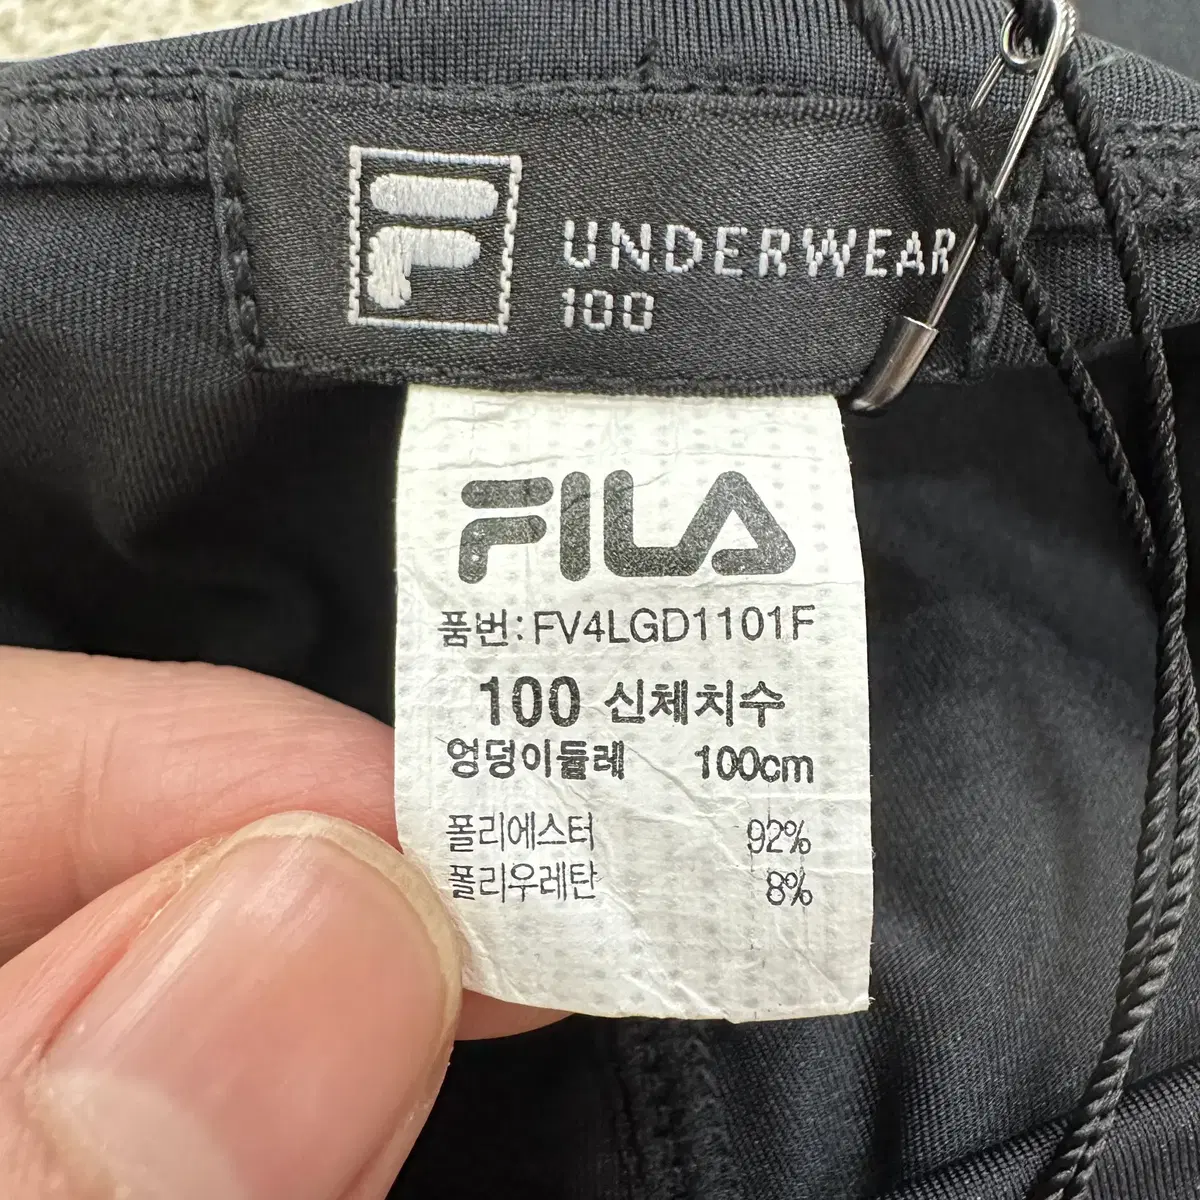 F UNDERWEAR
100
FILA
품번: FV4LGD1101F
100 신체치수
엉덩이둘레 100cm
폴리에스터 92%
폴리우레탄 8%